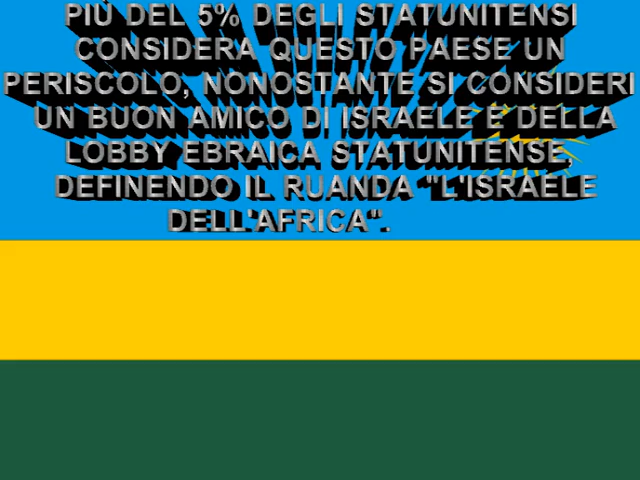 PIÙ DEL 5% DEGLI STATUNITENSI
CONSIDERA QUESTO PAESE UN
PERISCOLO, NONOSTANTE SI CONSIDERI
UN BUON AMICO DI ISRAELE E DELLA
LOBBY EBRAICA STATUNITENSE,
DEFINENDO IL RUANDA "L'ISRAELE
DELL'AFRICA".